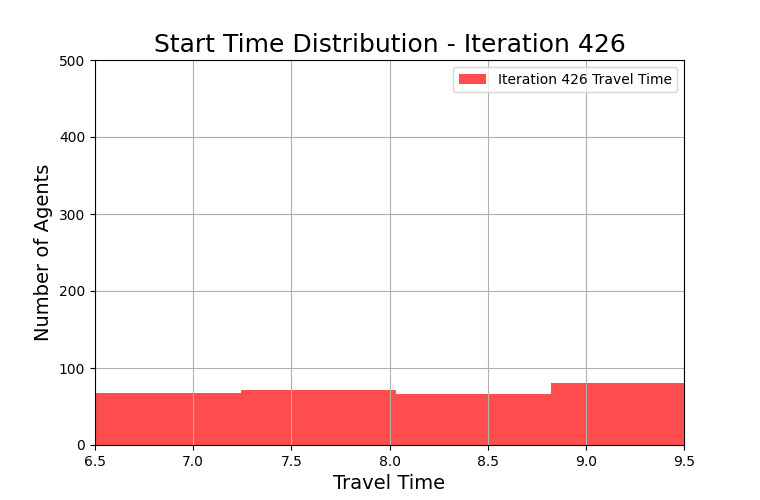 Start Time Distribution - Iteration 426
Iteration 426 Travel Time
500
400
300
200
100
0
Number of Agents
6.5 7.0 7.5 8.0 8.5 9.0 9.5
Travel Time